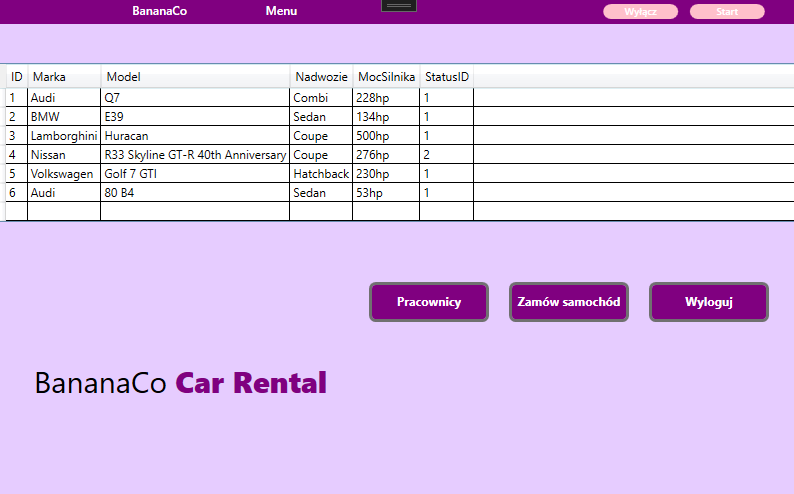 BananaCo Menu Wyłącz Start
ID Marka Model Nadwozie MocSilnika StatusID
1 Audi Q7 Combi 228hp 1
2 BMW E39 Sedan 134hp 1
3 Lamborghini Huracan Coupe 500hp 1
4 Nissan R33 Skyline GT-R 40th Anniversary Coupe 276hp 2
5 Volkswagen Golf 7 GTI Hatchback 230hp 1
6 Audi 80 B4 Sedan 53hp 1
Pracownicy Zamów samochód Wyloguj
BananaCo Car Rental